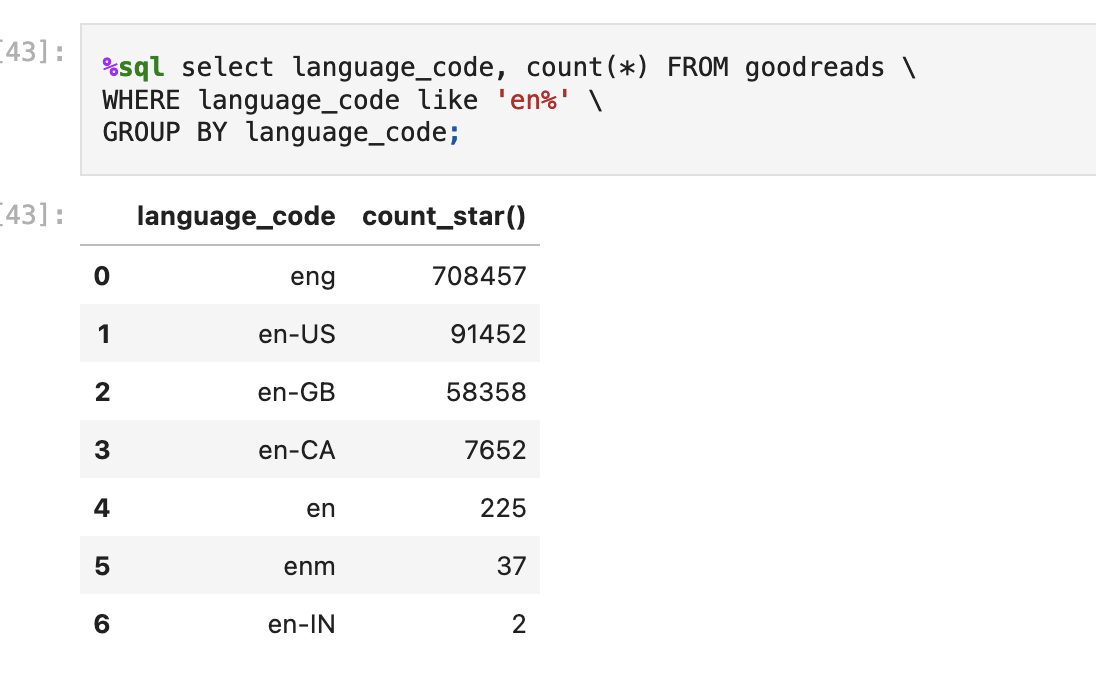 [43]:
%sql select language_code, count(*) FROM goodreads \
WHERE language_code like 'en%' \
GROUP BY language_code;
[43]:
language_code count_star()
0 eng 708457
1 en-US 91452
2 en-GB 58358
3 en-CA 7652
4 en 225
5 enm 37
6 en-IN 2